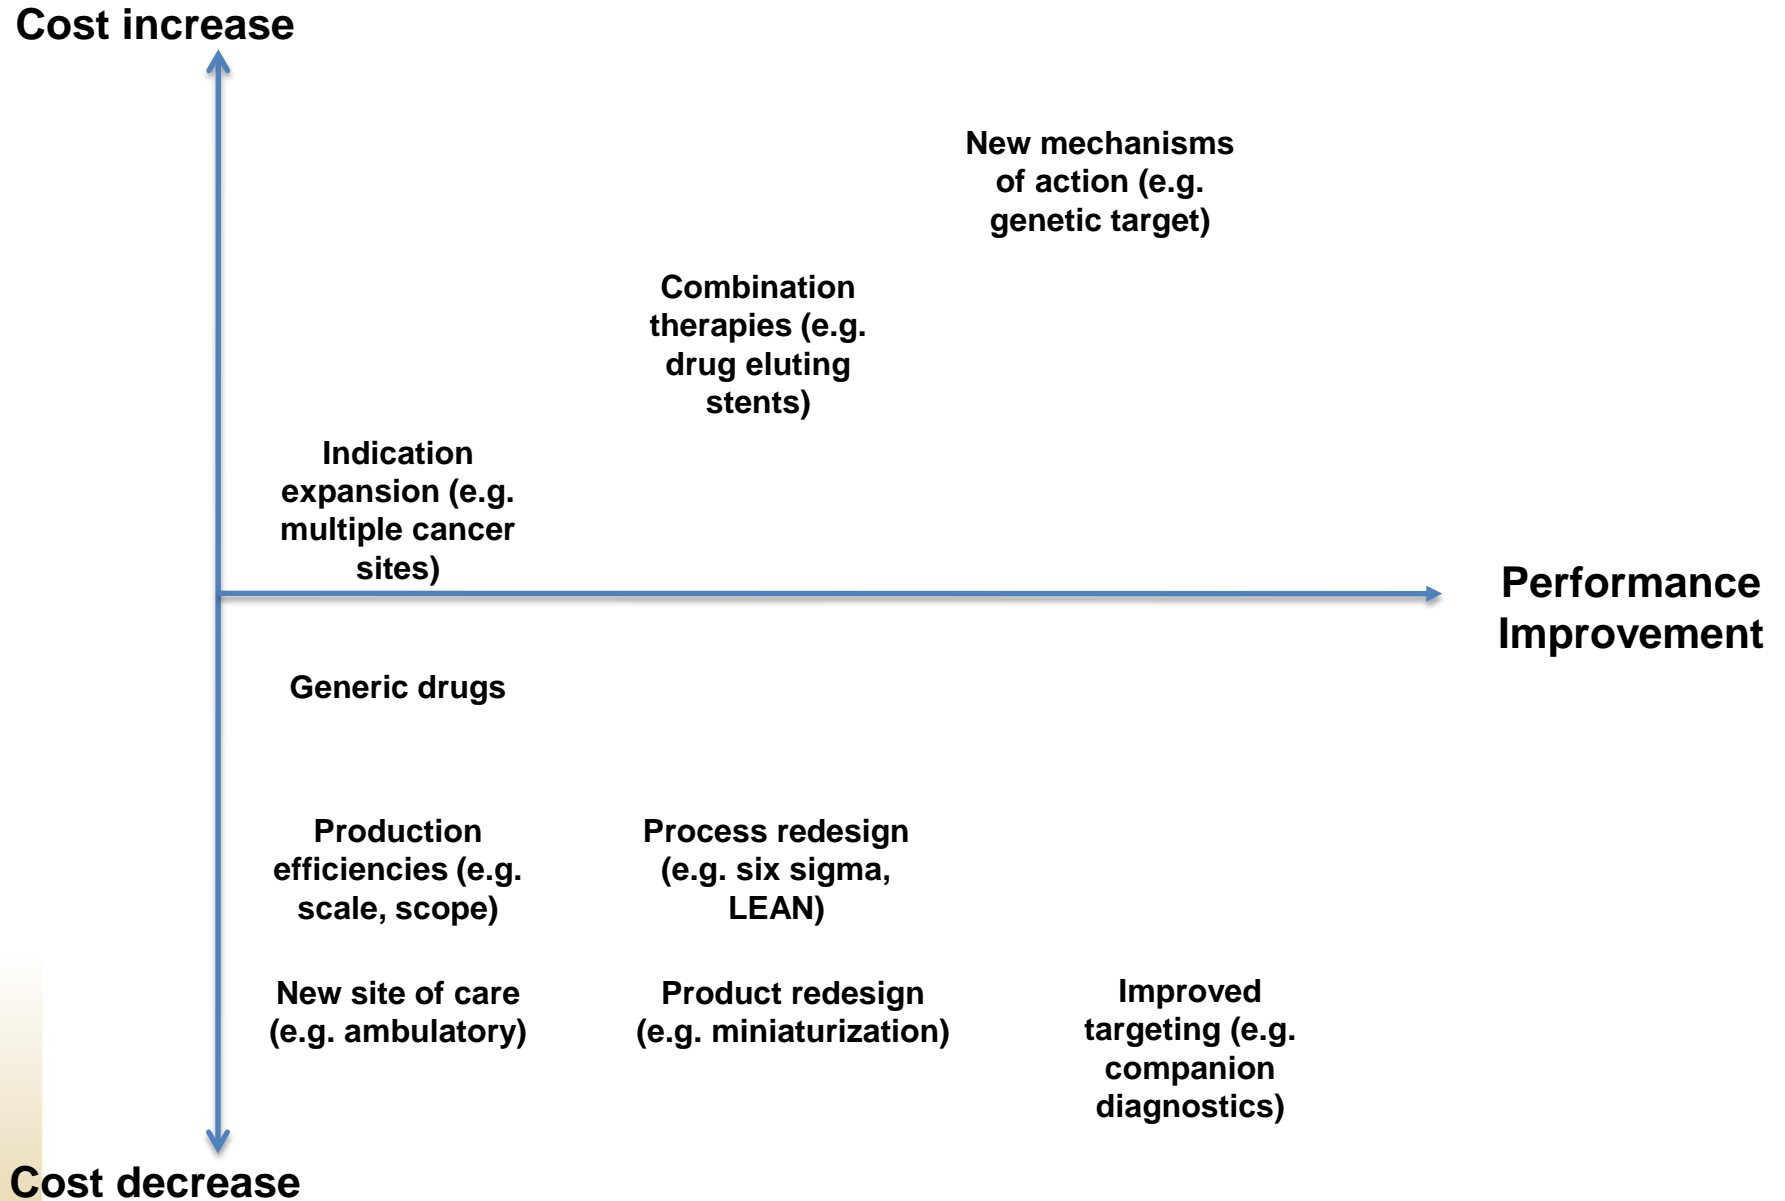 Cost increase
New mechanisms
of action (e.g.
genetic target)
Combination
therapies (e.g.
drug eluting
stents)
Indication
expansion (e.g.
multiple cancer
sites)
Performance
Improvement
Generic drugs
Production
efficiencies (e.g.
scale, scope)
Process redesign
(e.g. six sigma,
LEAN)
New site of care
(e.g. ambulatory)
Product redesign
(e.g. miniaturization)
Improved
targeting (e.g.
companion
diagnostics)
Cost decrease